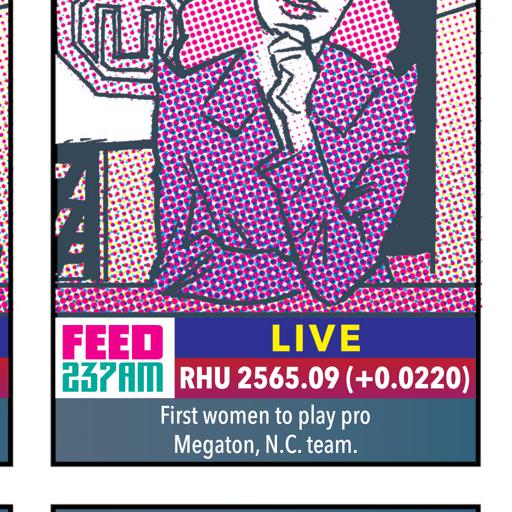 FEED
237AM
LIVE
RHU 2565.09 (+0.0220)
First women to play pro
Megaton, N.C. team.